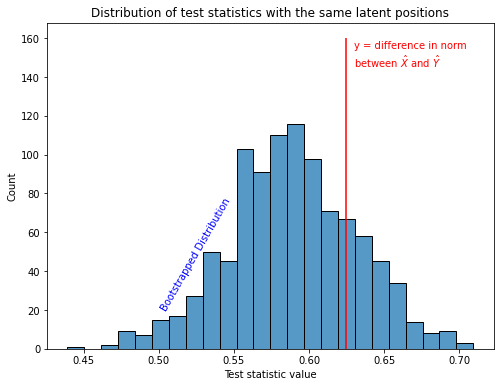 Distribution of test statistics with the same latent positions
160
140
120
100
80
60
40
20
0
Count
y = difference in norm
between X̂ and Ŷ
Bootstrapped Distribution
0.45 0.50 0.55 0.60 0.65 0.70
Test statistic value